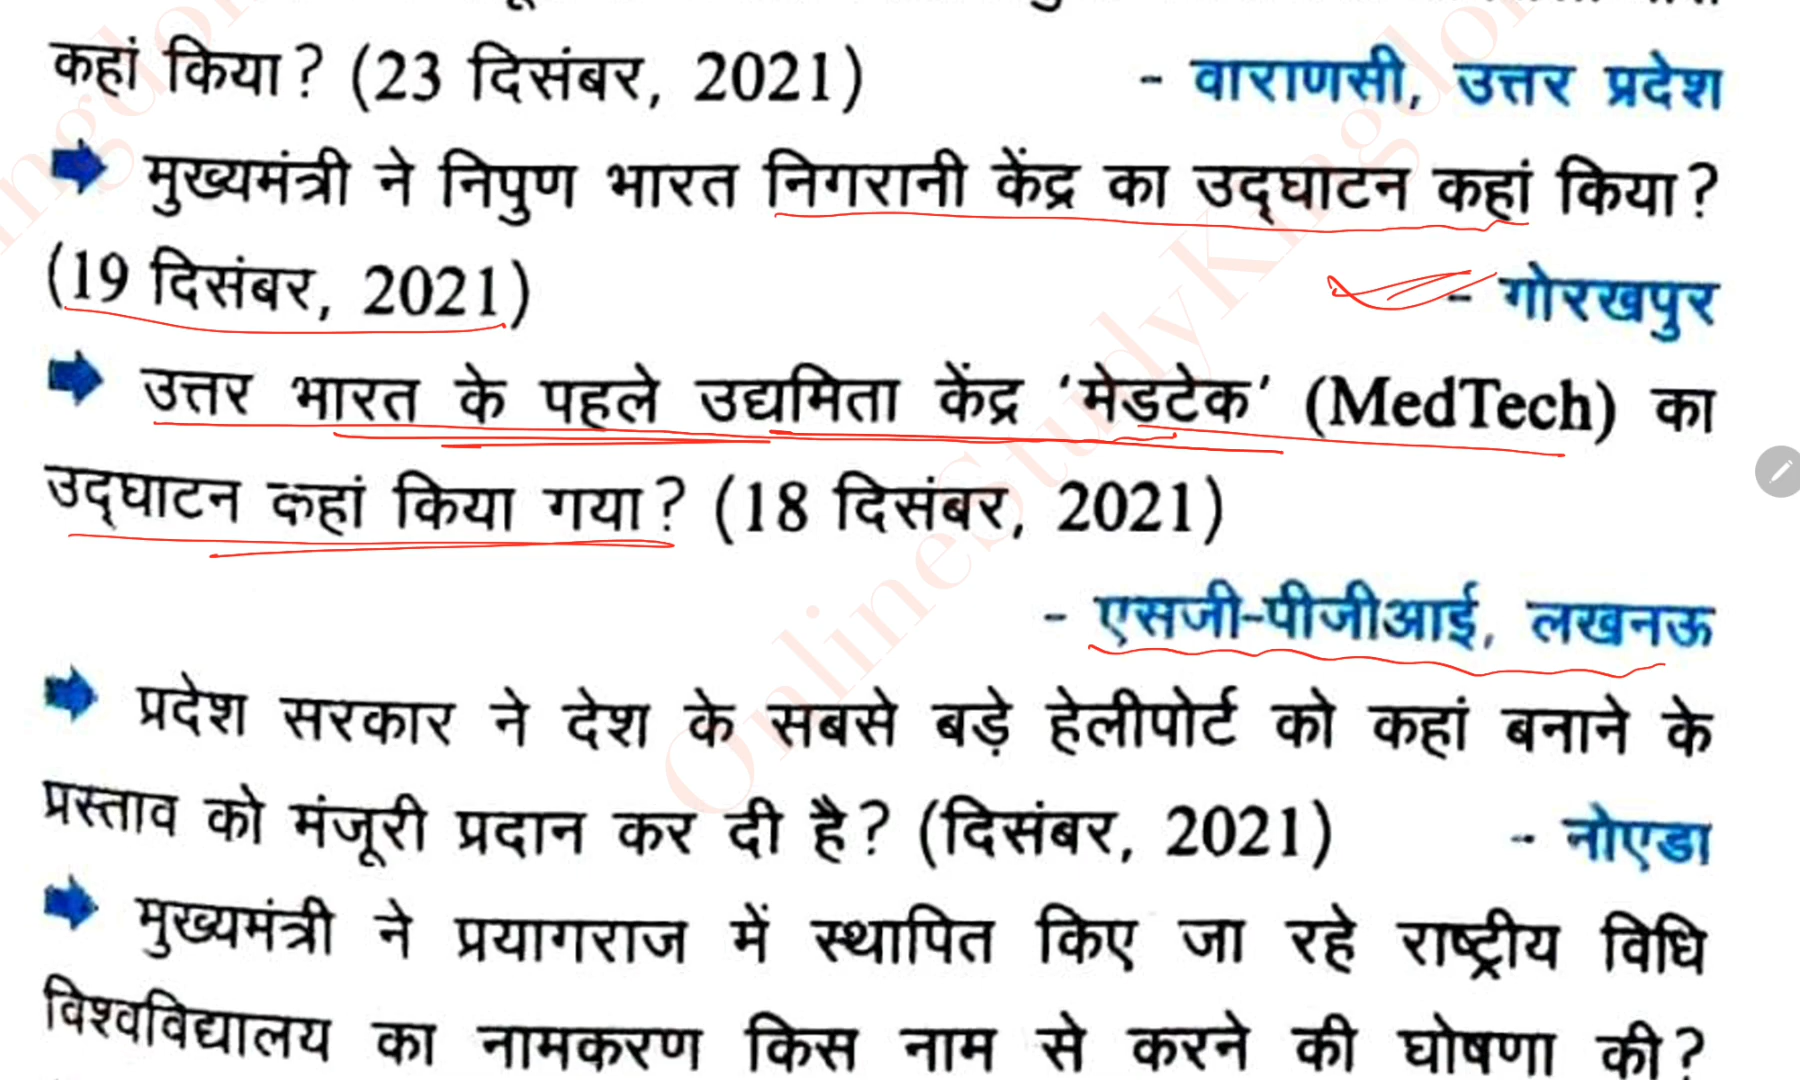 कहां किया? (23 दिसंबर, 2021) - वाराणसी, उत्तर प्रदेश
मुख्यमंत्री ने निपुण भारत निगरानी केंद्र का उद्घाटन कहां किया?
(19 दिसंबर, 2021) - गोरखपुर
उत्तर भारत के पहले उद्यमिता केंद्र ‘मेडटेक’ (MedTech) का
उद्घाटन कहां किया गया? (18 दिसंबर, 2021)
- एसजी-पीजीआई, लखनऊ
प्रदेश सरकार ने देश के सबसे बड़े हेलीपोर्ट को कहां बनाने के
प्रस्ताव को मंजूरी प्रदान कर दी है? (दिसंबर, 2021) - नोएडा
मुख्यमंत्री ने प्रयागराज में स्थापित किए जा रहे राष्ट्रीय विधि
विश्वविद्यालय का नामकरण किस नाम से करने की घोषणा की?
OnlineStudyKingdom